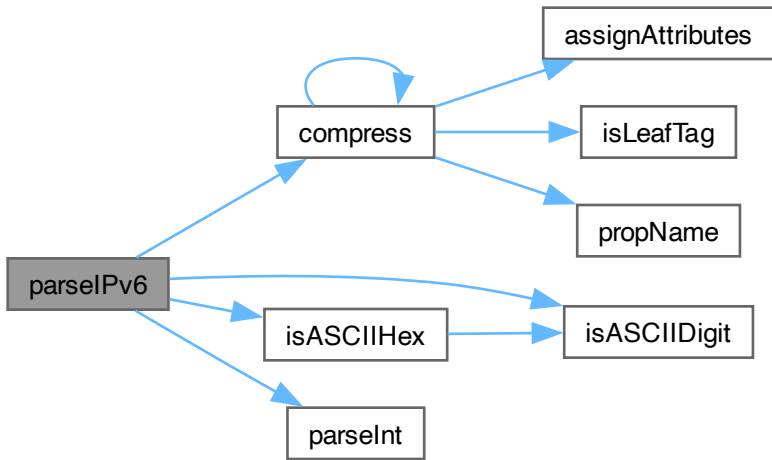 assignAttributes
compress
isLeafTag
propName
parseIPv6
isASCIIHex
isASCIIDigit
parseInt